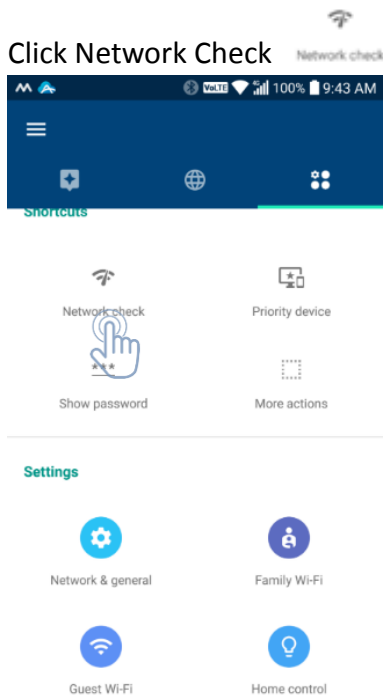 Click Network Check
Network check
VoLTE 100% 9:43 AM
Shortcuts
Network check Priority device
***
Show password More actions
Settings
Network & general Family Wi-Fi
Guest Wi-Fi Home control